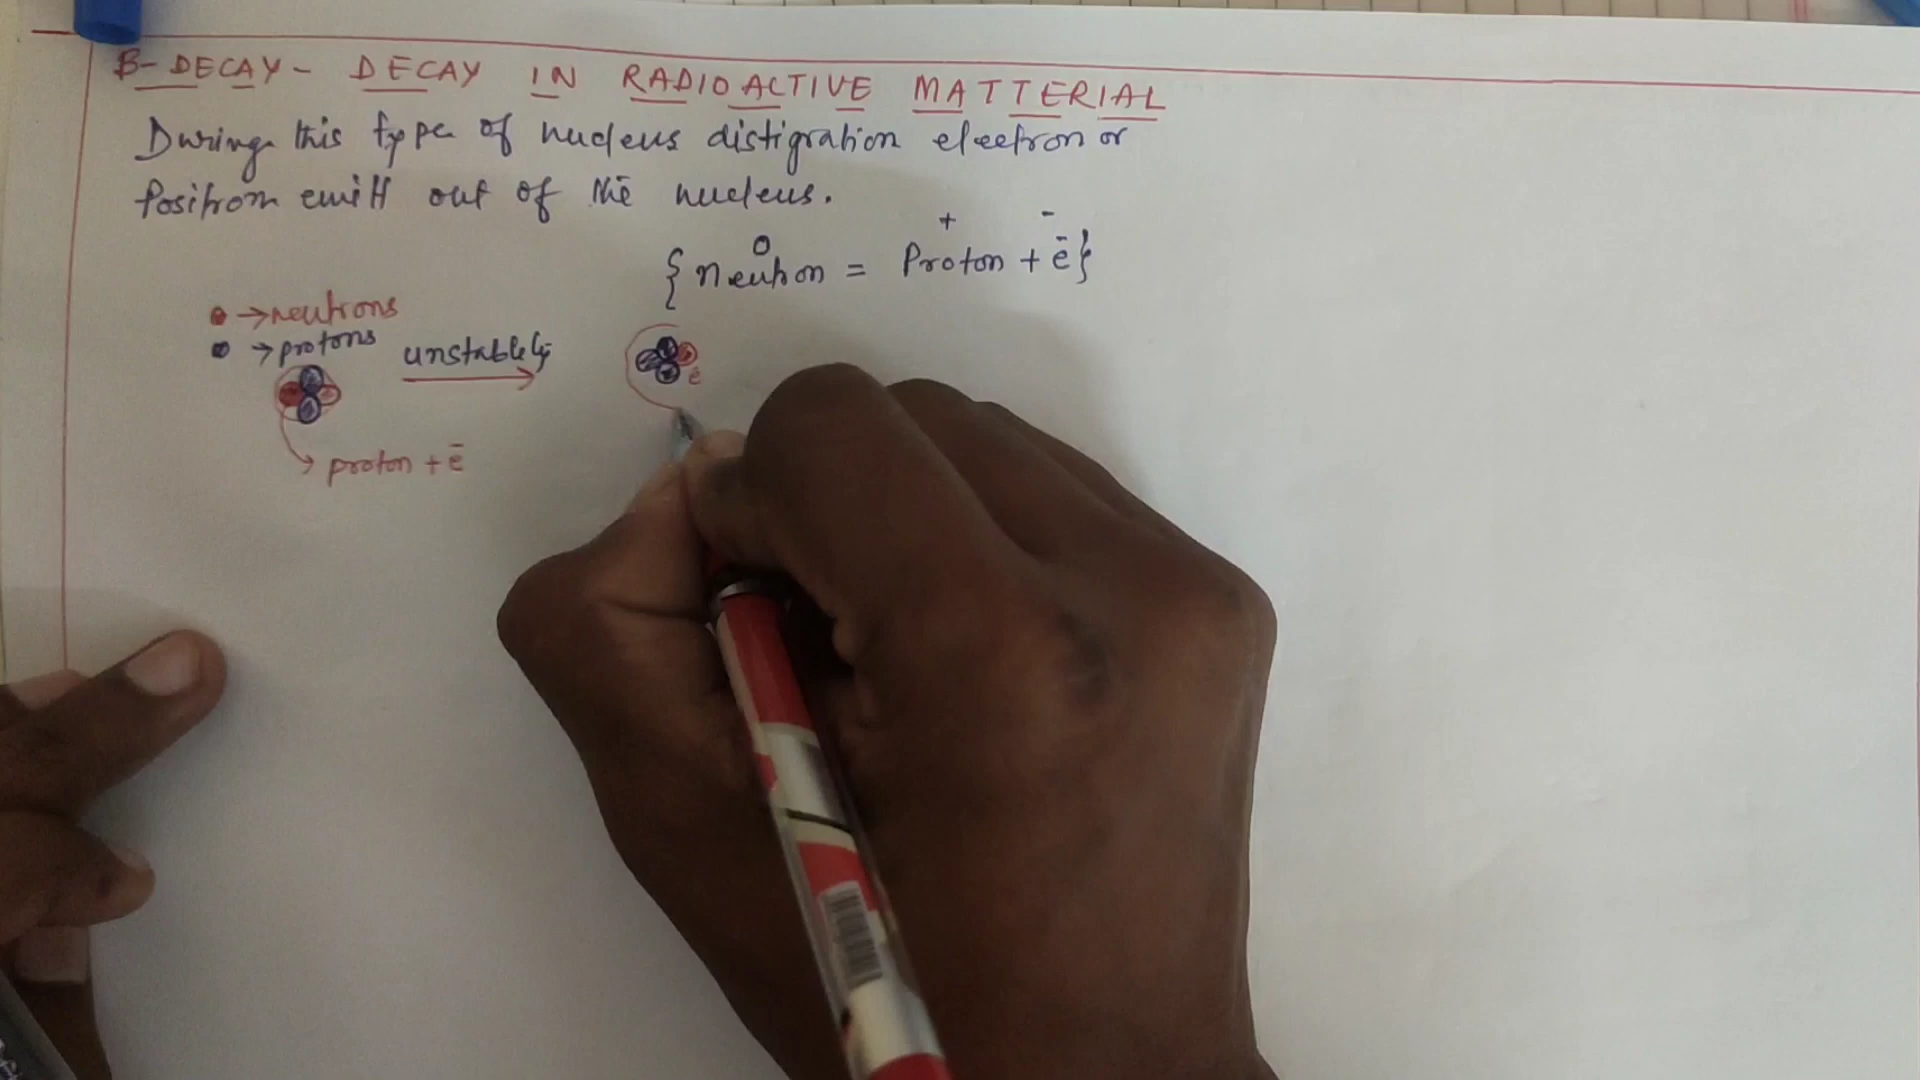 B-DECAY- DECAY IN RADIOACTIVE MATTERIAL
During this type of nucleus distigration electron or
Positron emitt out of the nucleus.
+ -
0
{neutron = Proton + ē}
→neutrons
→protons
unstablely
ē
proton + ē